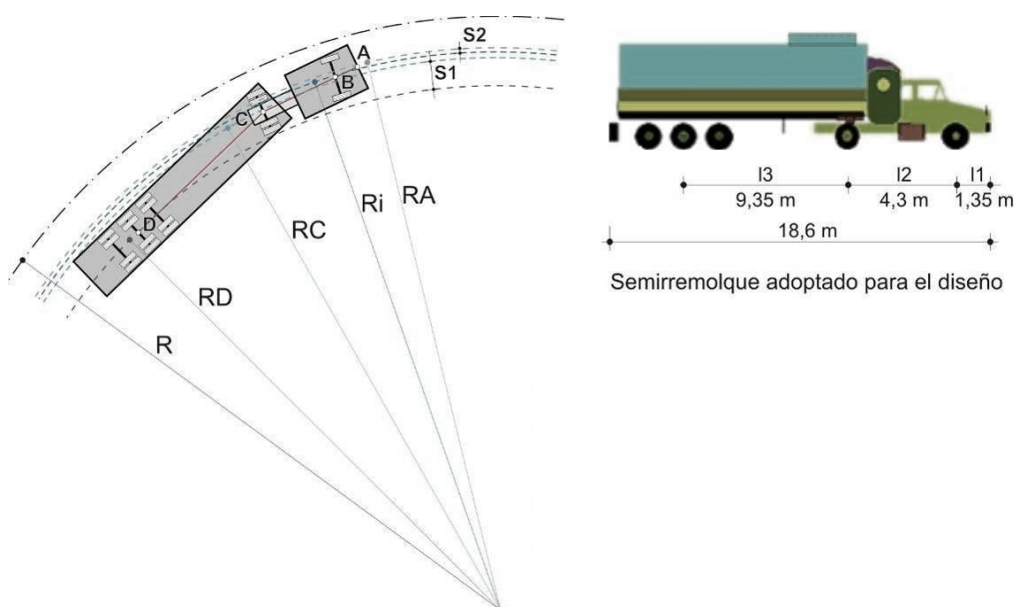 S2
A
S1
B
C
RA
Ri
RC
D
RD
R
l3
l2
l1
9,35 m
4,3 m
1,35 m
18,6 m
Semirremolque adoptado para el diseño